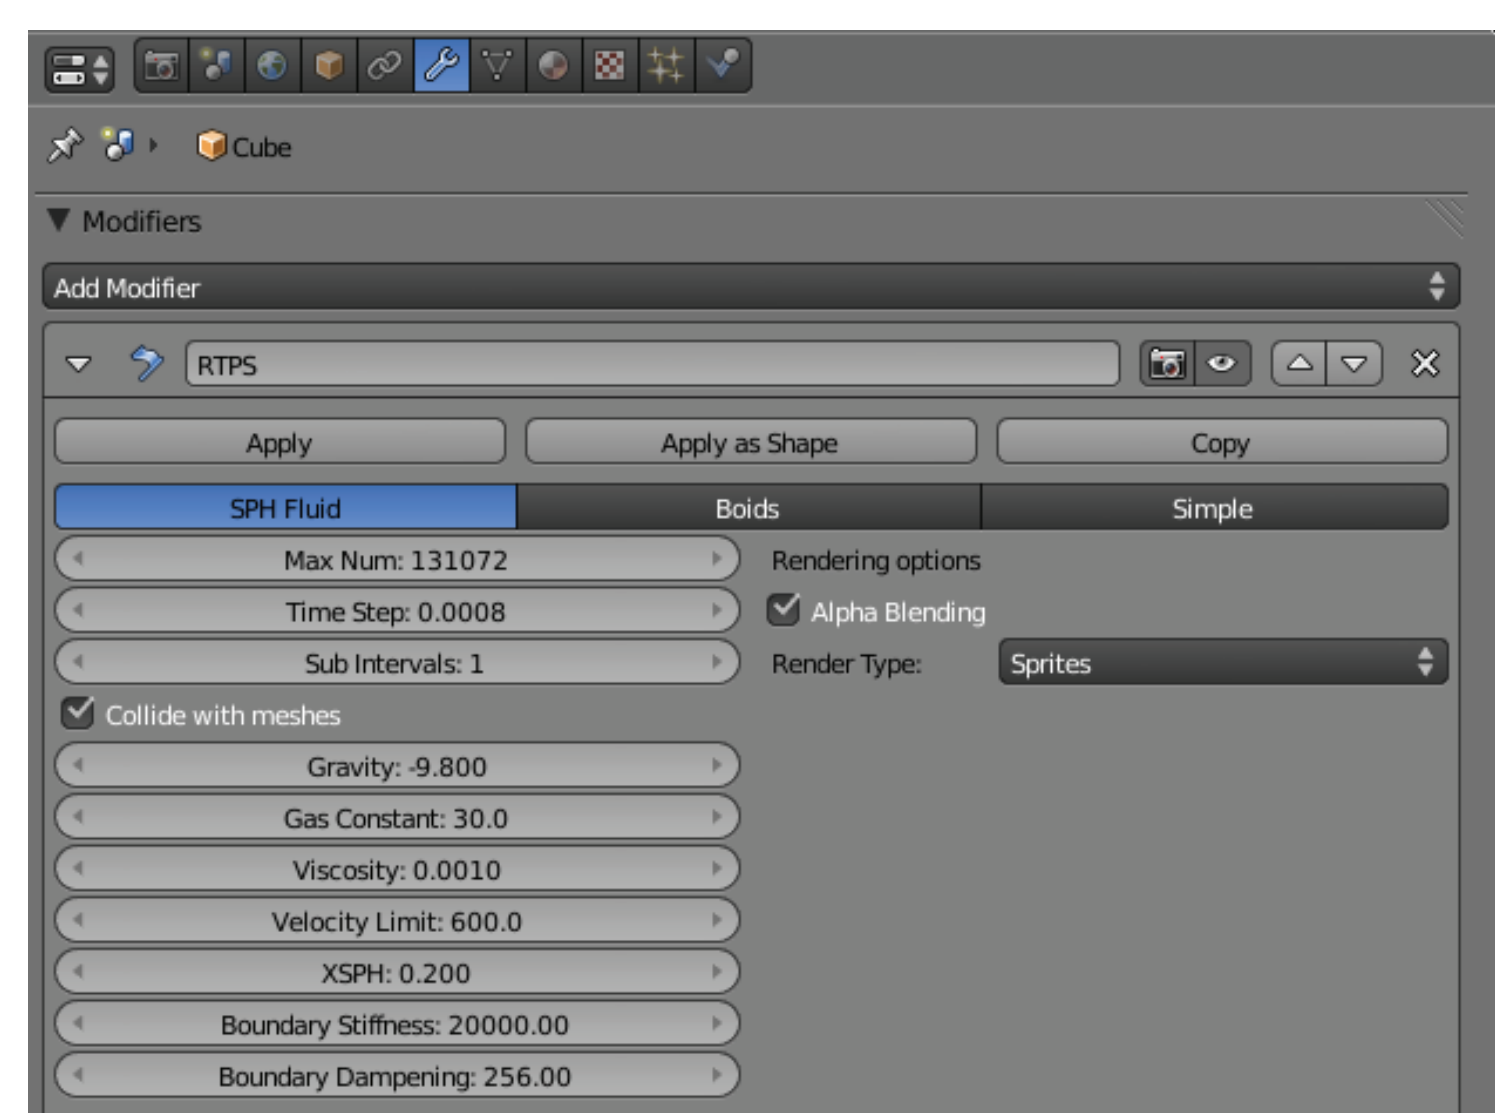 Cube
Modifiers
Add Modifier
RTPS
Apply Apply as Shape Copy
SPH Fluid Boids Simple
Max Num: 131072 Rendering options
Time Step: 0.0008 Alpha Blending
Sub Intervals: 1 Render Type: Sprites
Collide with meshes
Gravity: -9.800
Gas Constant: 30.0
Viscosity: 0.0010
Velocity Limit: 600.0
XSPH: 0.200
Boundary Stiffness: 20000.00
Boundary Dampening: 256.00